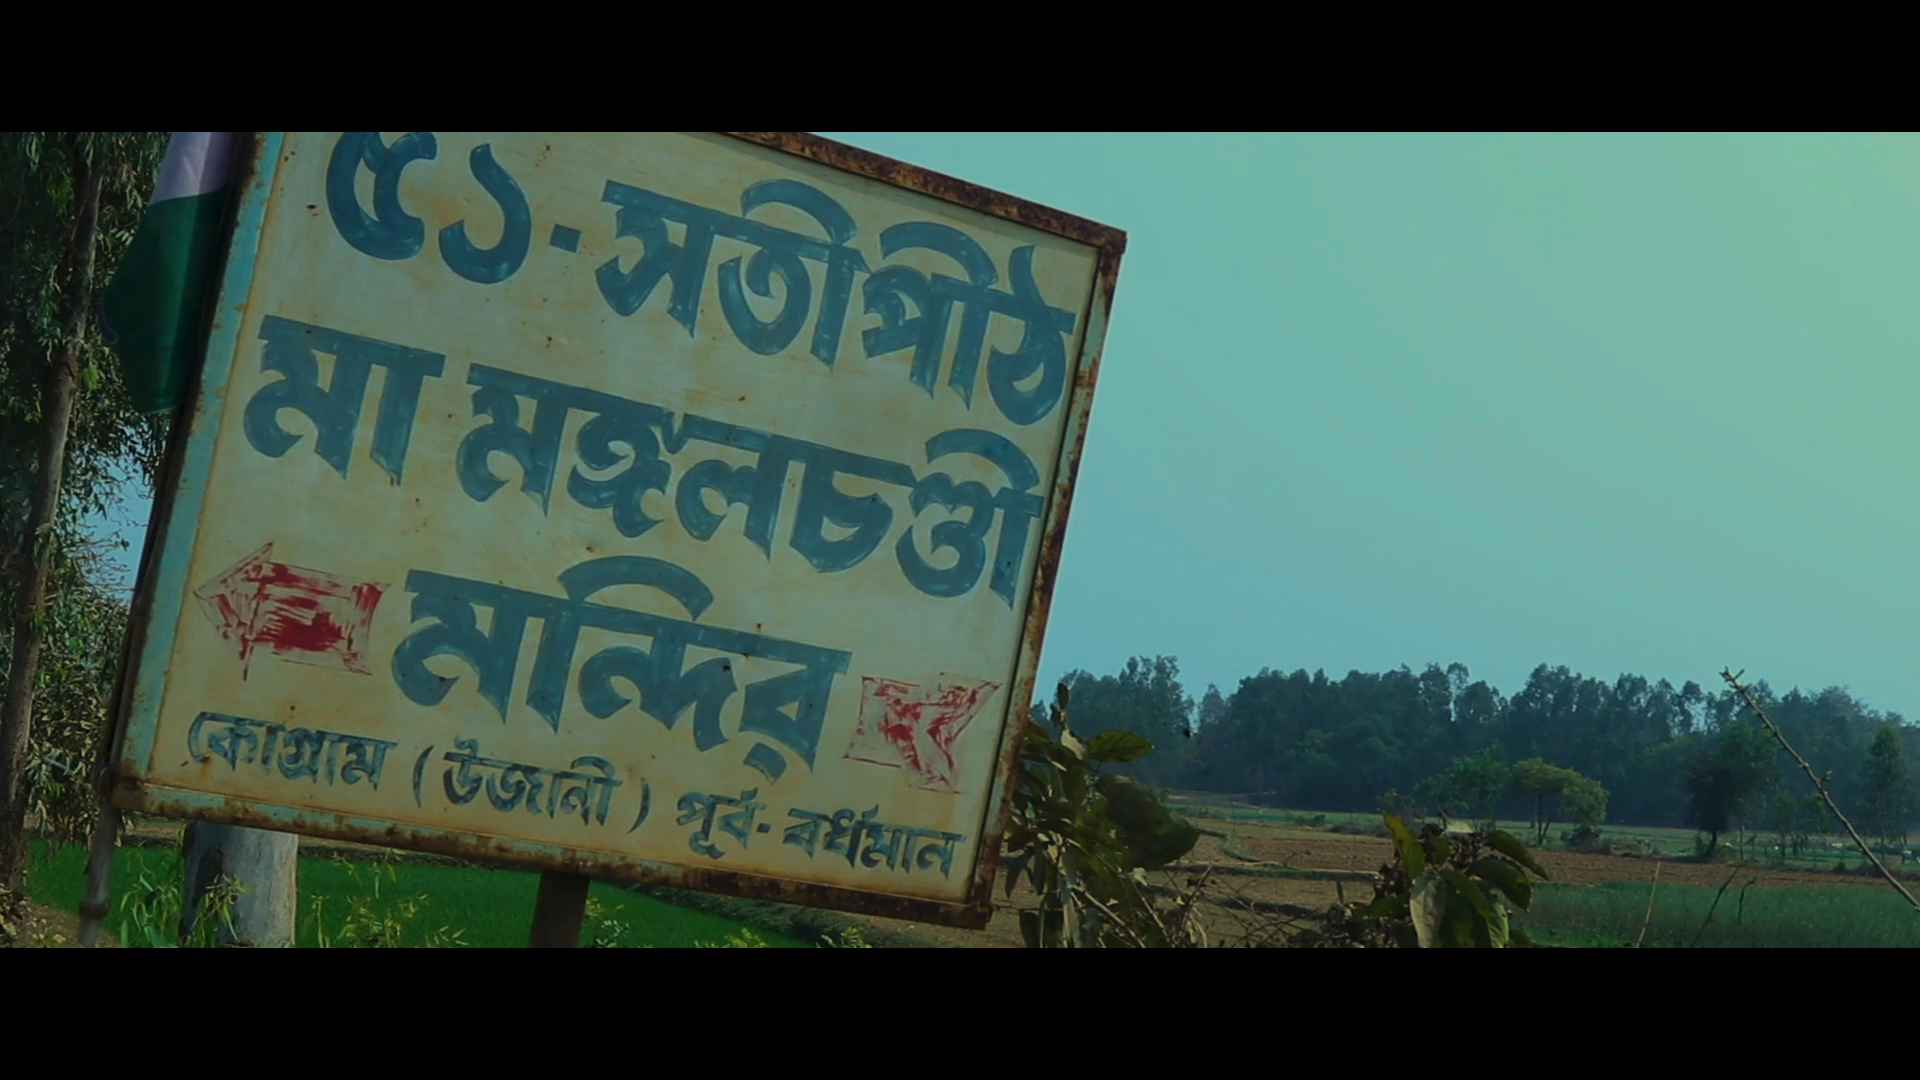 ৫১-সতীপীঠ
মা মঙ্গলচণ্ডী
মন্দির
কোগ্রাম (উজানী) পূর্ব-বর্ধমান